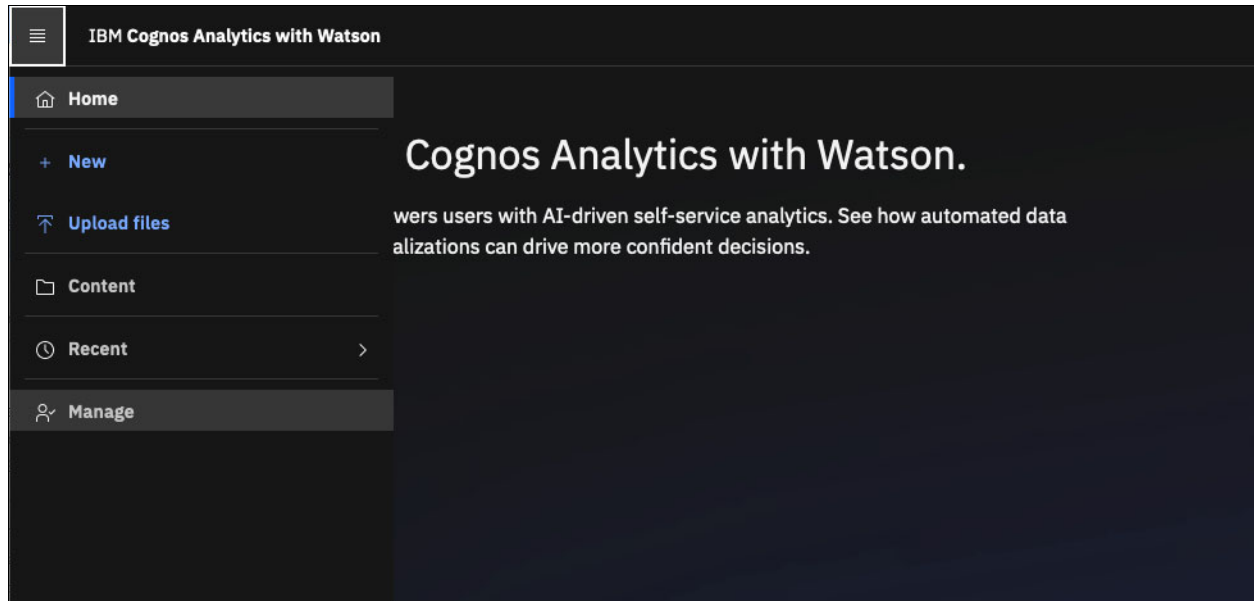 IBM Cognos Analytics with Watson
Home
New
Upload files
Content
Recent
Manage
Cognos Analytics with Watson.
wers users with AI-driven self-service analytics. See how automated data
alizations can drive more confident decisions.